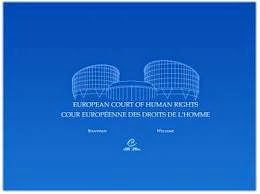 EUROPEAN COURT OF HUMAN RIGHTS
COUR EUROPÉENNE DES DROITS DE L'HOMME
BIENVENUE WELCOME